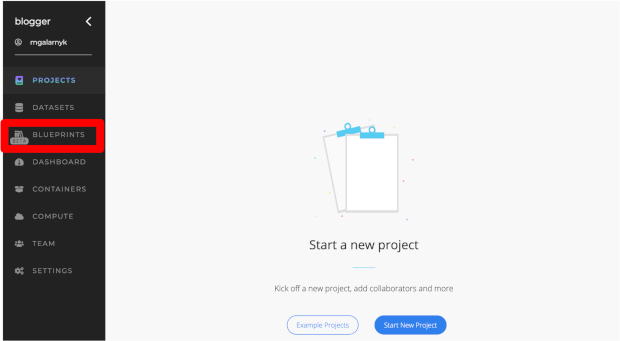 blogger
mgalarnyk
PROJECTS
DATASETS
BLUEPRINTS
BETA
DASHBOARD
CONTAINERS
COMPUTE
TEAM
SETTINGS
Start a new project
Kick off a new project, add collaborators and more
Example Projects
Start New Project